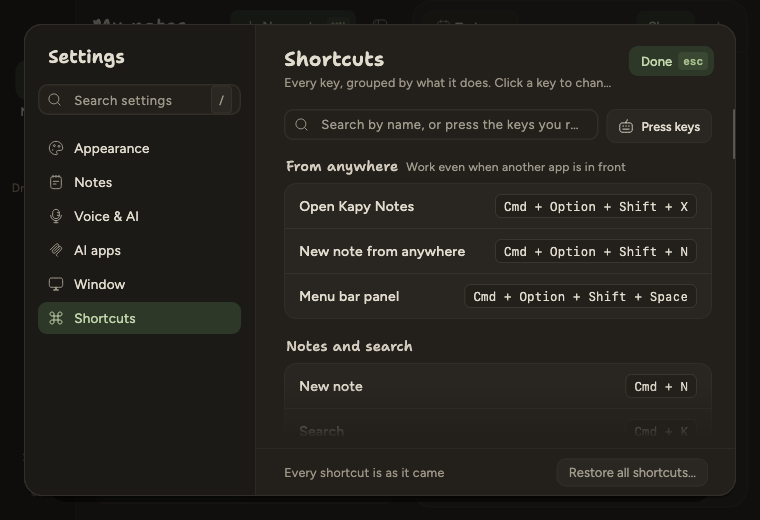 My notes
Settings
Search settings
/
Appearance
Notes
Voice & AI
AI apps
Window
Shortcuts
Shortcuts
Every key, grouped by what it does. Click a key to chan...
Done esc
Search by name, or press the keys you r...
Press keys
From anywhere Work even when another app is in front
Open Kapy Notes Cmd + Option + Shift + X
New note from anywhere Cmd + Option + Shift + N
Menu bar panel Cmd + Option + Shift + Space
Notes and search
New note Cmd + N
Search Cmd + K
Every shortcut is as it came
Restore all shortcuts...